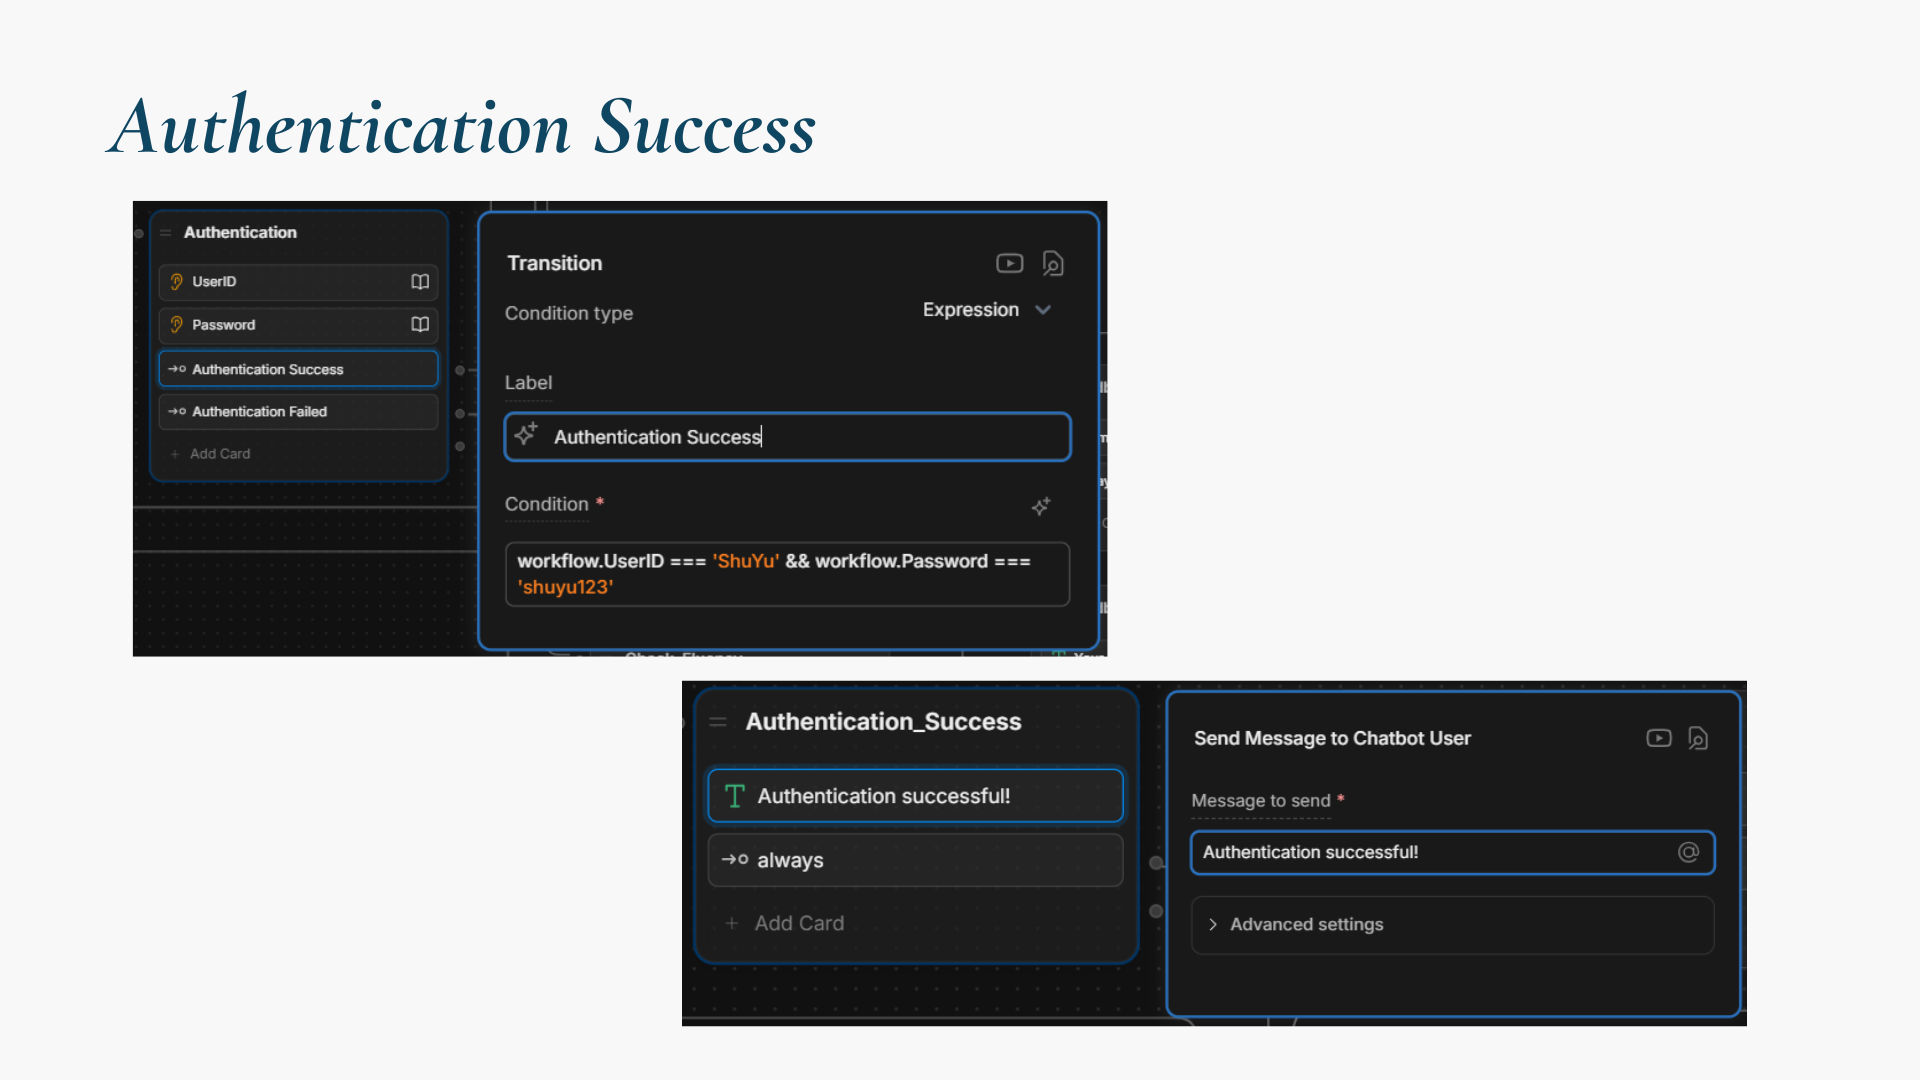 Authentication Success
Authentication
UserID
Password
Authentication Success
Authentication Failed
+ Add Card
Transition
Condition type
Expression
Label
Authentication Success
Condition *
workflow.UserID === 'ShuYu' && workflow.Password ===
'shuyu123'
Authentication_Success
Authentication successful!
always
+ Add Card
Send Message to Chatbot User
Message to send *
Authentication successful!
@
Advanced settings